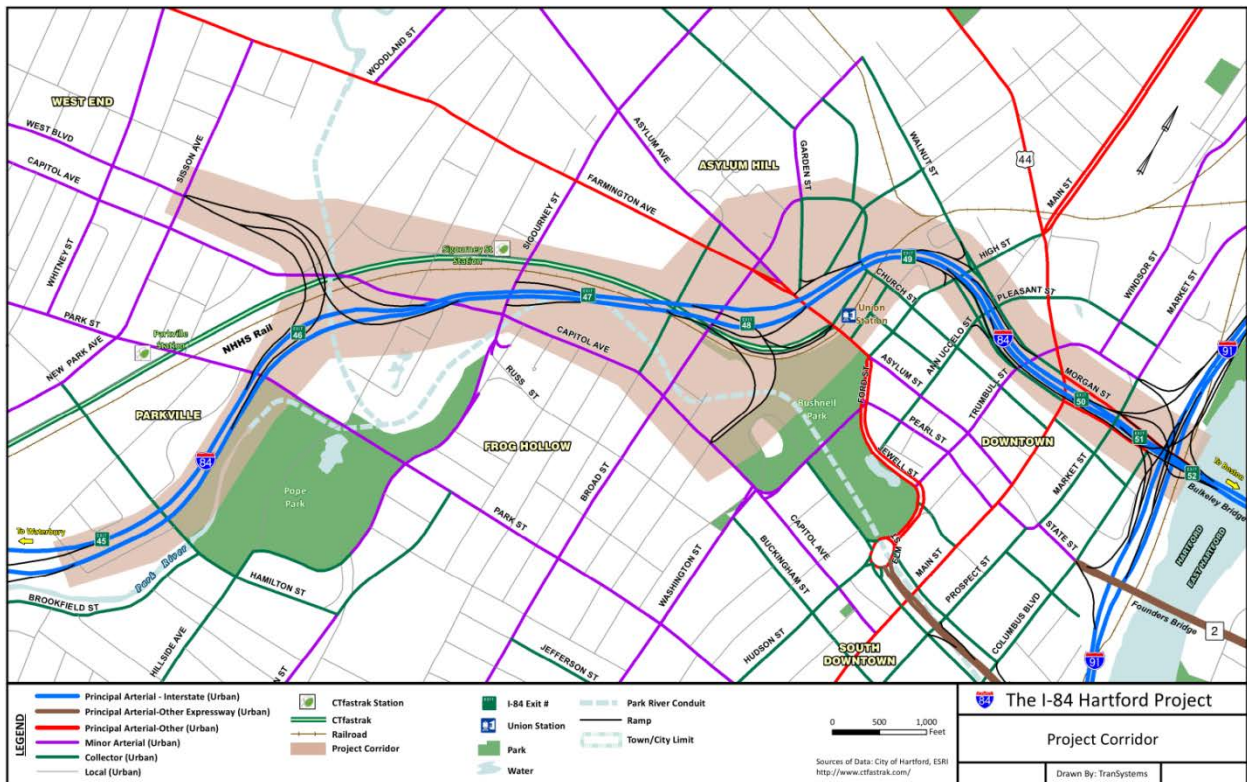 WOODLAND ST
WEST END
WEST BLVD
SISSON AVE
CAPITOL AVE
ASYLUM AVE
ASYLUM HILL
GARDEN ST
WALNUT ST
44
MAIN ST
FARMINGTON AVE
SIGOURNEY ST
WHITNEY ST
Sigourney St
Station
HIGH ST
WINDSOR ST
MARKET ST
EXIT
49
CHURCH ST
PLEASANT ST
EXIT
47
EXIT
48
Union
Station
PARK ST
Parkville
Station
NHHS Rail
EXIT
46
NEW PARK AVE
CAPITOL AVE
ANN UCCELO ST
84
91
RUSS ST
ASYLUM ST
FORD ST
TRUMBULL ST
MORGAN ST
EXIT
50
PARKVILLE
Bushnell
Park
PEARL ST
DOWNTOWN
EXIT
51
FROG HOLLOW
BROAD ST
JEWELL ST
MARKET ST
EXIT
52
To Boston
Bulkeley Bridge
84
Pope
Park
PARK ST
CAPITOL AVE
STATE ST
HARTFORD
EAST HARTFORD
To Waterbury
EXIT
45
Park River
WASHINGTON ST
BUCKINGHAM ST
MAIN ST
PROSPECT ST
HAMILTON ST
BROOKFIELD ST
COLUMBUS BLVD
Founders Bridge
2
HILLSIDE AVE
HUDSON ST
JEFFERSON ST
SOUTH
DOWNTOWN
91
LEGEND
Principal Arterial - Interstate (Urban)
Principal Arterial-Other Expressway (Urban)
Principal Arterial-Other (Urban)
Minor Arterial (Urban)
Collector (Urban)
Local (Urban)
CTfastrak Station
CTfastrak
Railroad
Project Corridor
I-84 Exit #
Union Station
Park
Water
Park River Conduit
Ramp
Town/City Limit
0 500 1,000
Feet
Sources of Data: City of Hartford, ESRI
http://www.ctfastrak.com/
84 The I-84 Hartford Project
Project Corridor
Drawn By: TranSystems